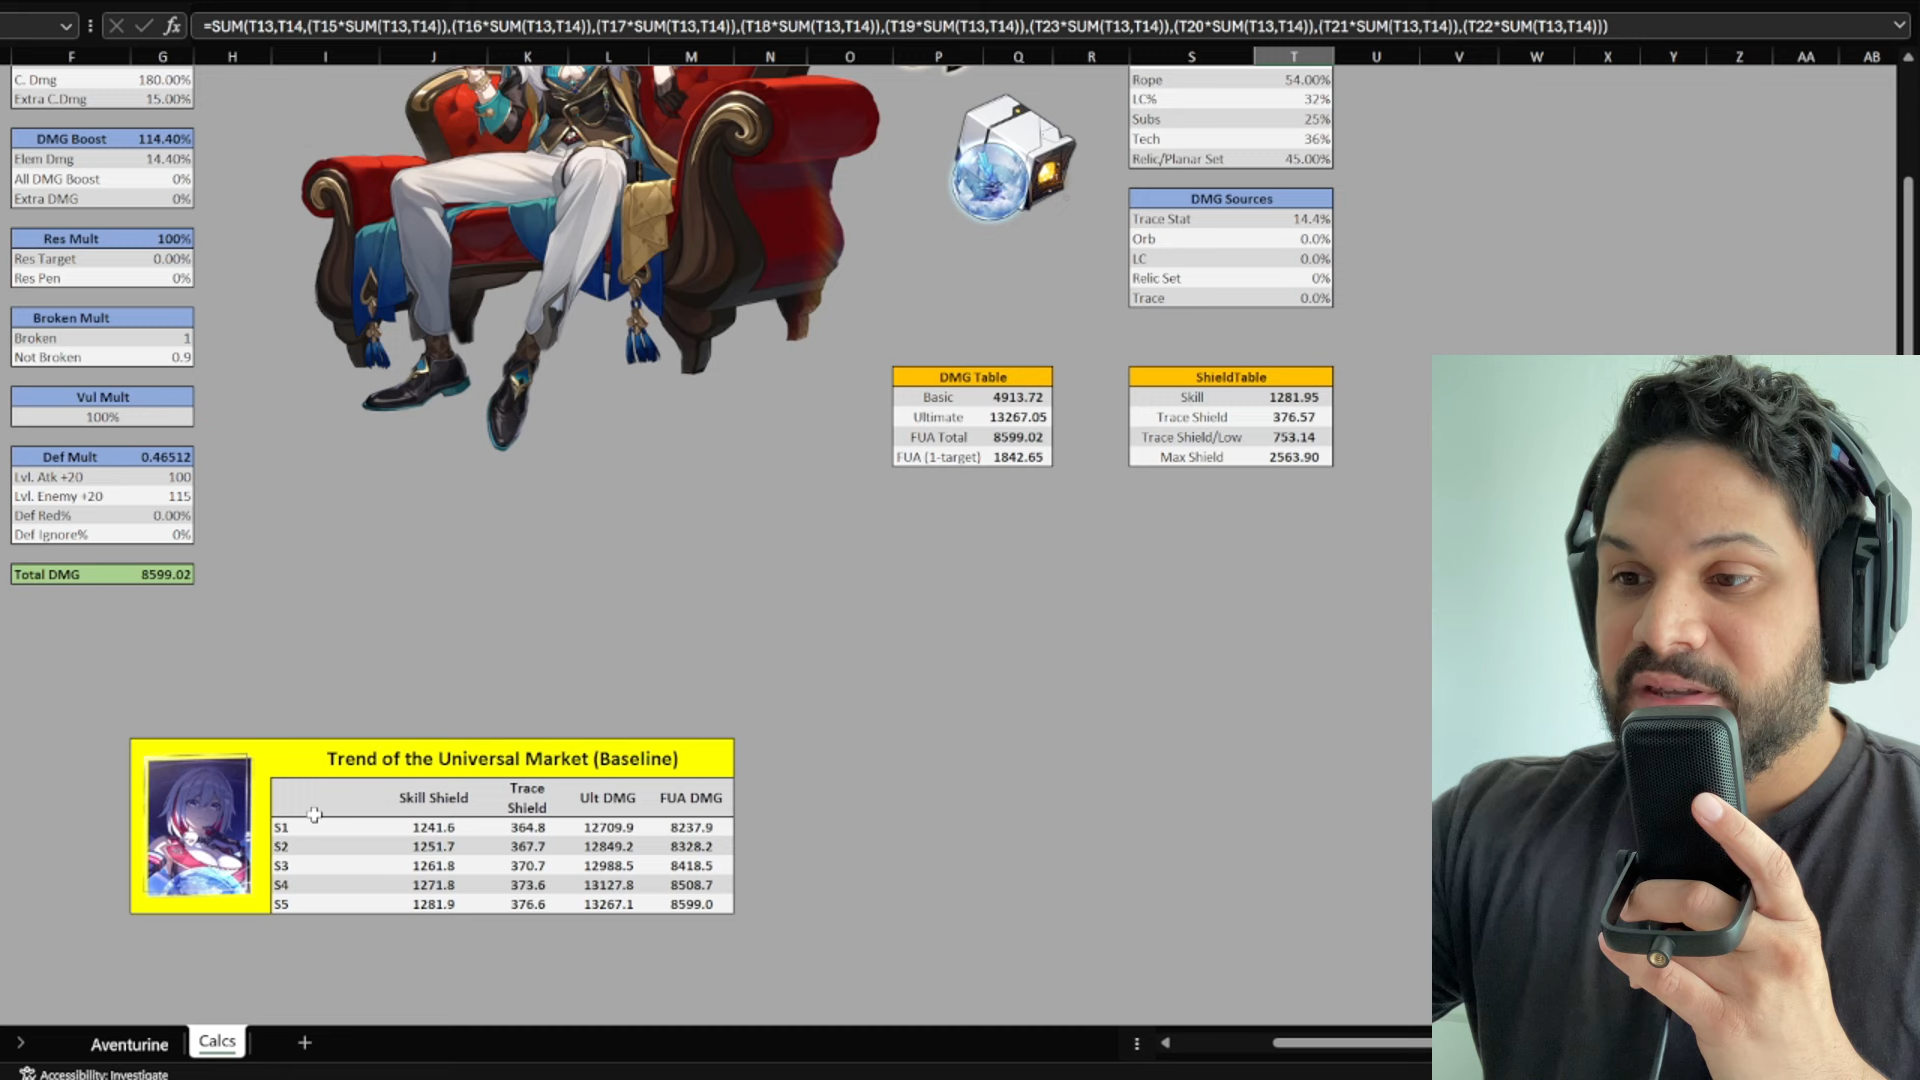 fx =SUM(T13,T14,(T15*SUM(T13,T14)),(T16*SUM(T13,T14)),(T17*SUM(T13,T14)),(T18*SUM(T13,T14)),(T19*SUM(T13,T14)),(T23*SUM(T13,T14)),(T20*SUM(T13,T14)),(T21*SUM(T13,T14)),(T22*SUM(T13,T14)))
F G H I J K L M N O P Q R S T U V W X Y Z AA AB
C. Dmg 180.00%
Extra C.Dmg 15.00%
DMG Boost 114.40%
Elem Dmg 14.40%
All DMG Boost 0%
Extra DMG 0%
Res Mult 100%
Res Target 0.00%
Res Pen 0%
Broken Mult
Broken 1
Not Broken 0.9
Vul Mult
100%
Def Mult 0.46512
Lvl. Atk +20 100
Lvl. Enemy +20 115
Def Red% 0.00%
Def Ignore% 0%
Total DMG 8599.02
Rope 54.00%
LC% 32%
Subs 25%
Tech 36%
Relic/Planar Set 45.00%
DMG Sources
Trace Stat 14.4%
Orb 0.0%
LC 0.0%
Relic Set 0%
Trace 0.0%
DMG Table
Basic 4913.72
Ultimate 13267.05
FUA Total 8599.02
FUA (1-target) 1842.65
ShieldTable
Skill 1281.95
Trace Shield 376.57
Trace Shield/Low 753.14
Max Shield 2563.90
Trend of the Universal Market (Baseline)
Skill Shield Trace Shield Ult DMG FUA DMG
S1 1241.6 364.8 12709.9 8237.9
S2 1251.7 367.7 12849.2 8328.2
S3 1261.8 370.7 12988.5 8418.5
S4 1271.8 373.6 13127.8 8508.7
S5 1281.9 376.6 13267.1 8599.0
Aventurine Calcs
Accessibility: Investigate